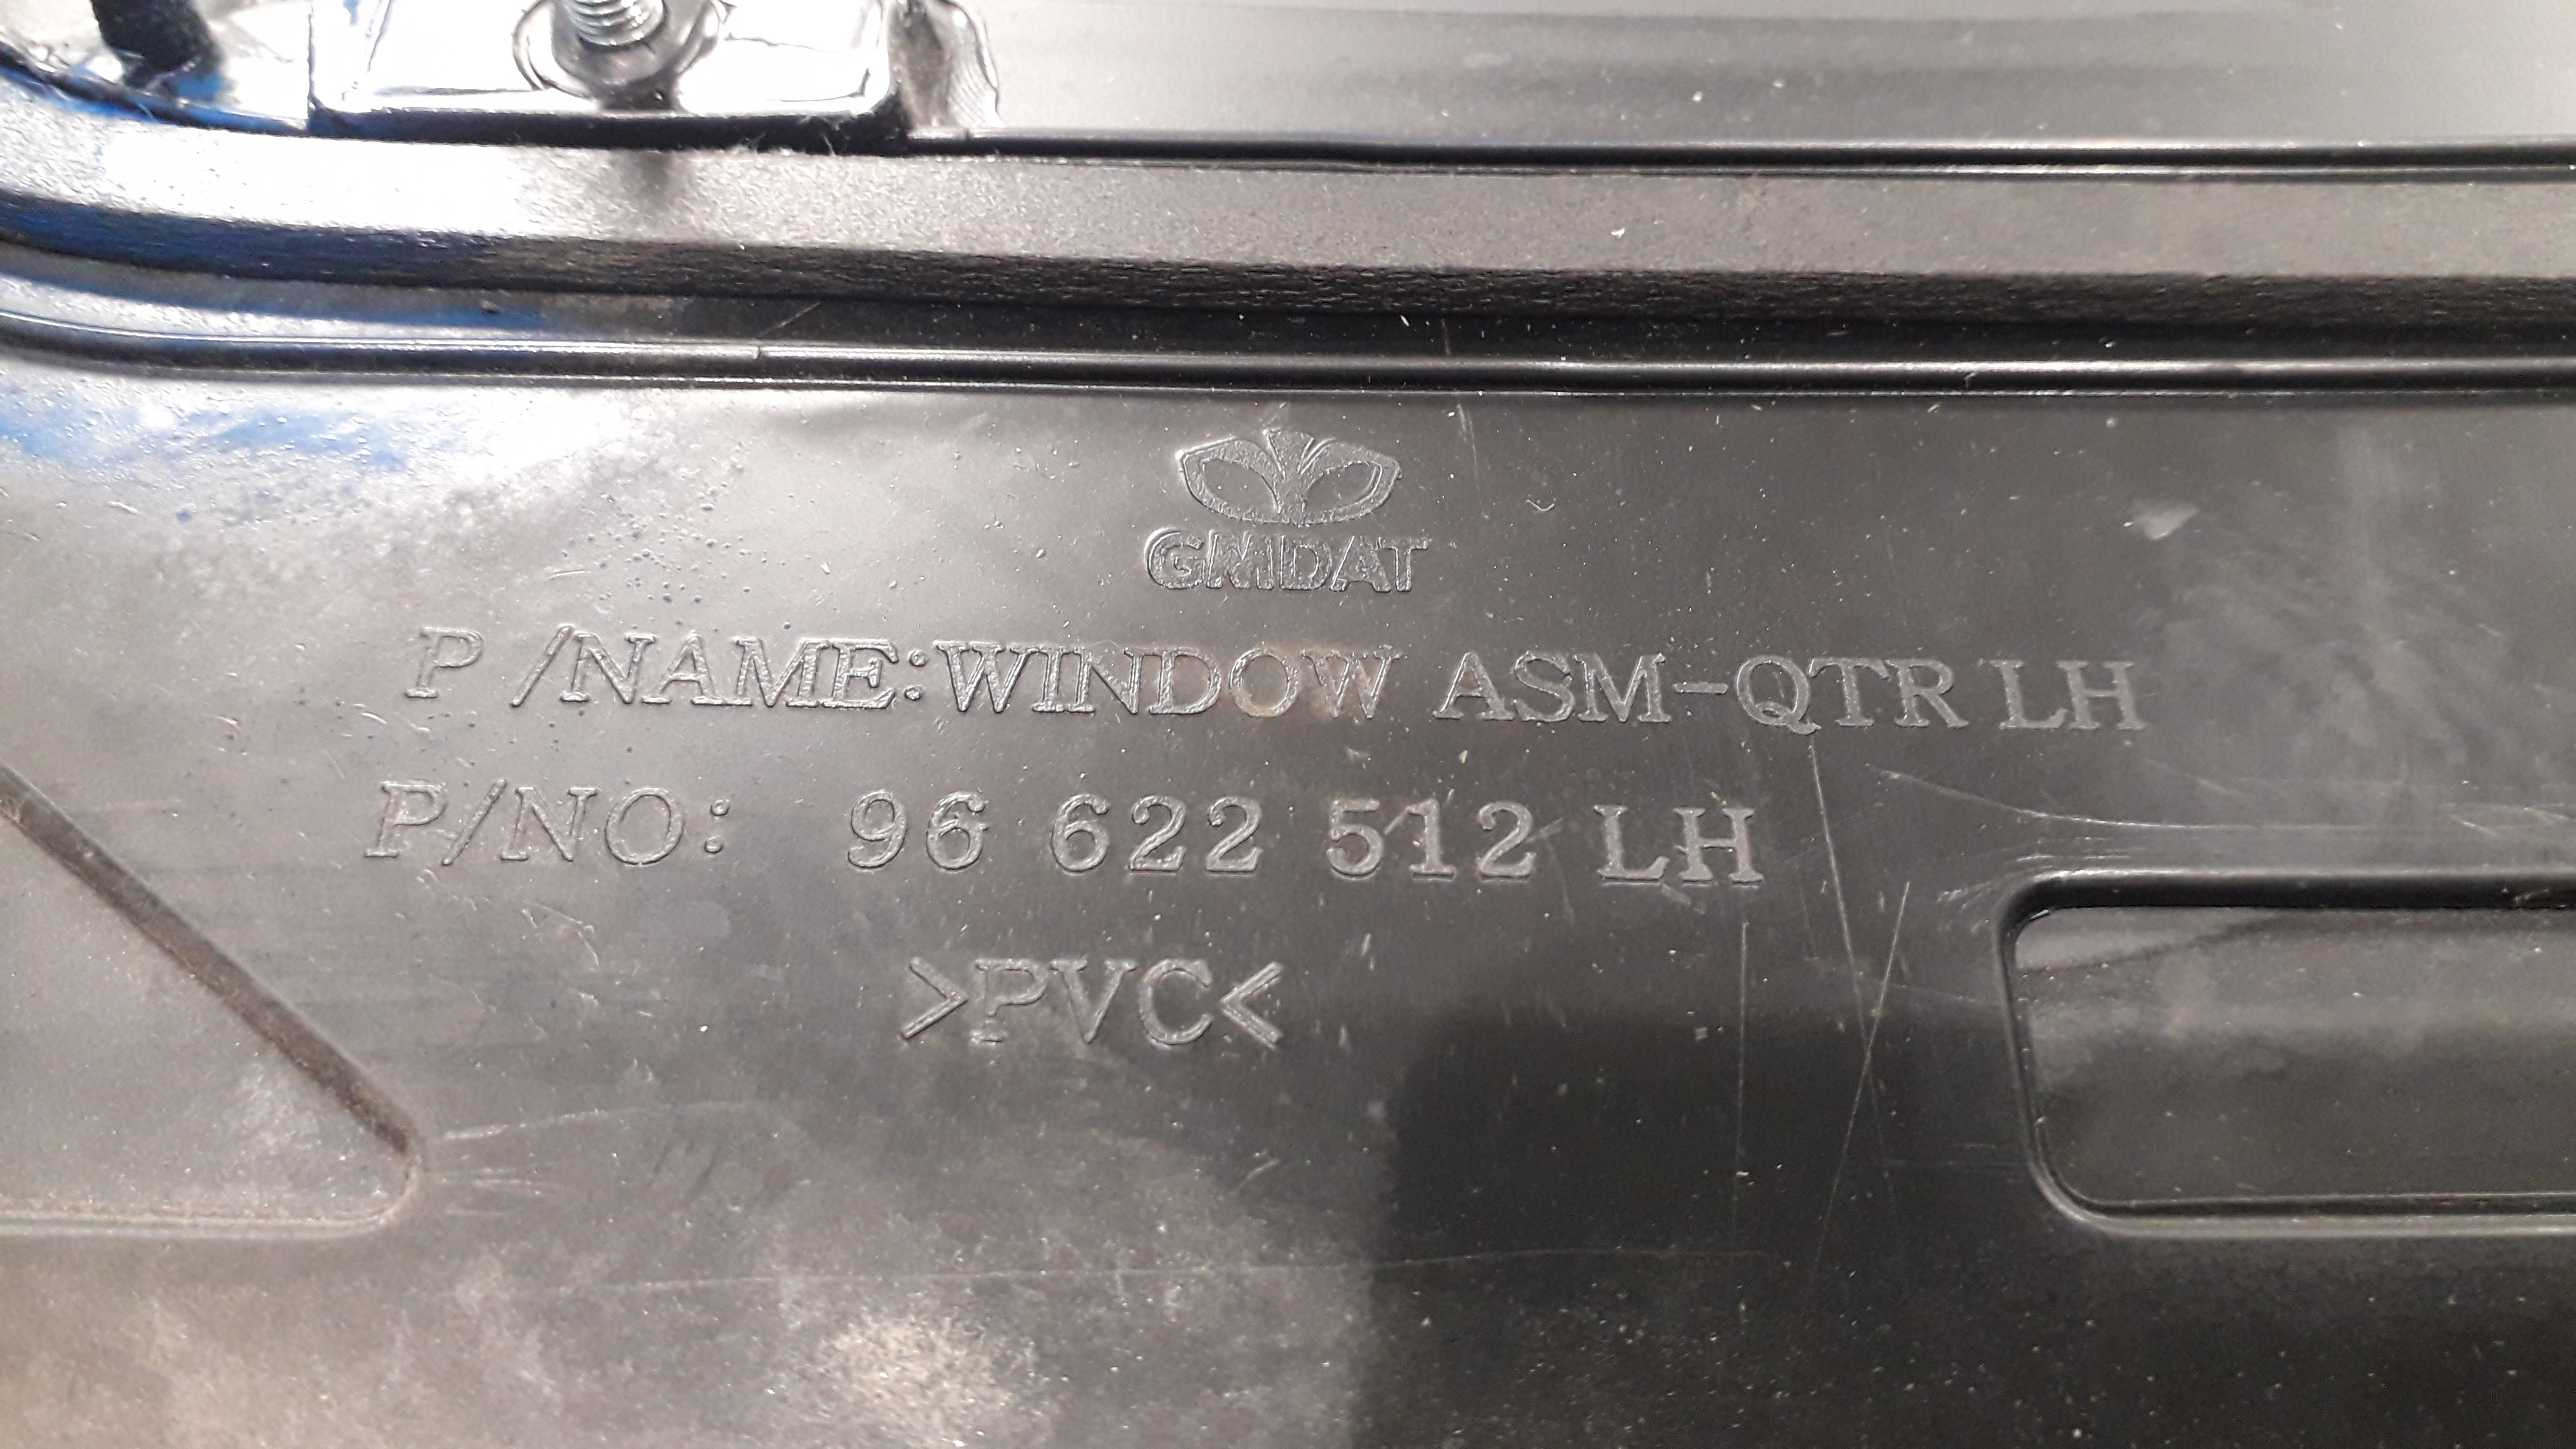 GMDAT
P /NAME:WINDOW ASM-QTR LH
P/NO: 96 622 512 LH
>PVC<